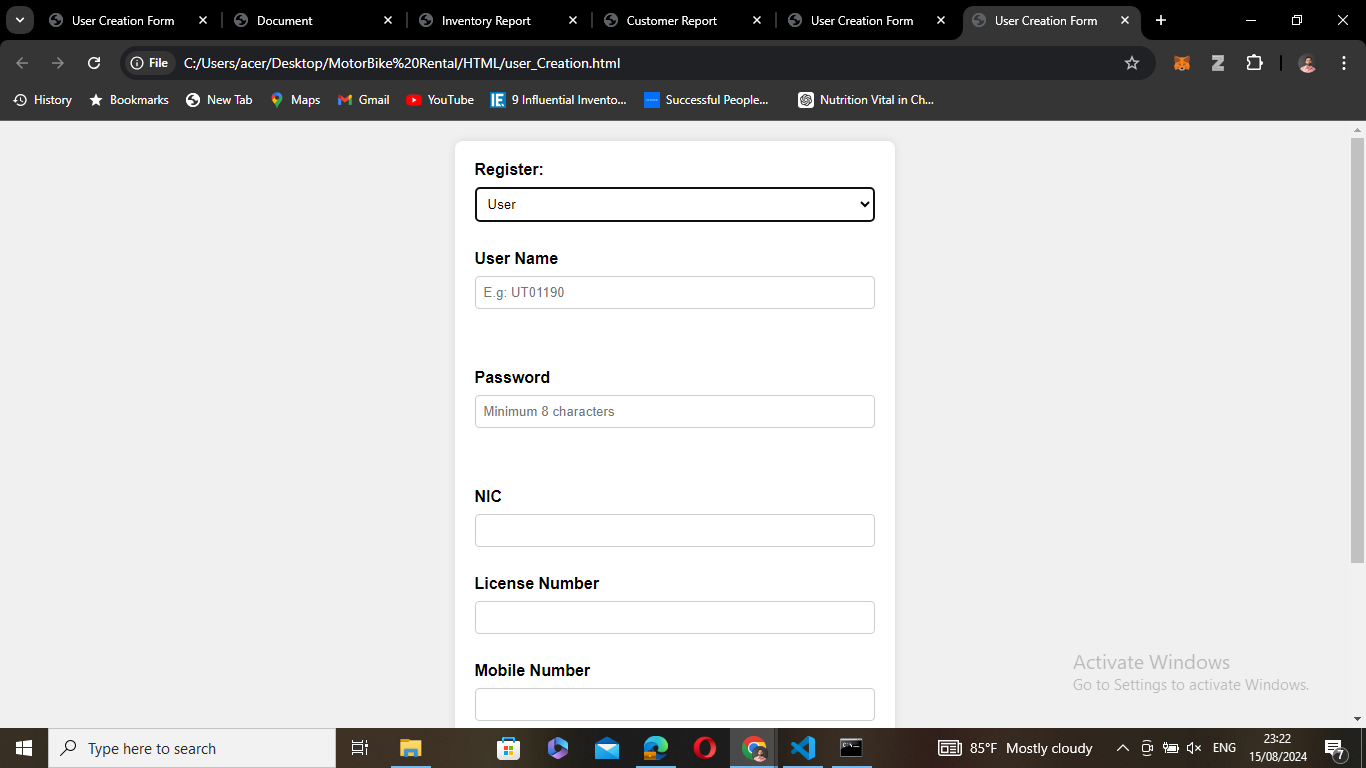 User Creation Form
Document
Inventory Report
Customer Report
User Creation Form
User Creation Form
File
C:/Users/acer/Desktop/MotorBike%20Rental/HTML/user_Creation.html
History
Bookmarks
New Tab
Maps
Gmail
YouTube
IE
9 Influential Invento...
Successful People...
Nutrition Vital in Ch...
Register:
User
User Name
E.g: UT01190
Password
Minimum 8 characters
NIC
License Number
Mobile Number
Activate Windows
Go to Settings to activate Windows.
Type here to search
85°F Mostly cloudy
ENG
23:22
15/08/2024
7